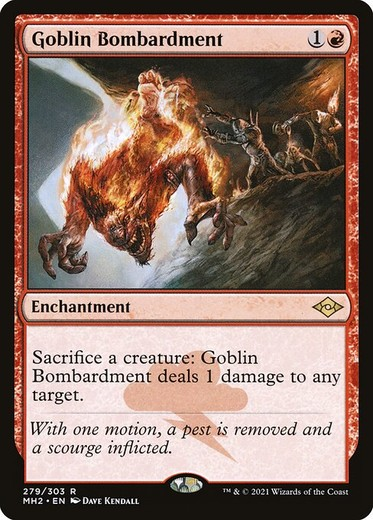 Goblin Bombardment 1
Enchantment
Sacrifice a creature: Goblin
Bombardment deals 1 damage to any
target.
With one motion, a pest is removed and
a scourge inflicted.
279/303 R
MH2 • EN Dave Kendall
™ & © 2021 Wizards of the Coast